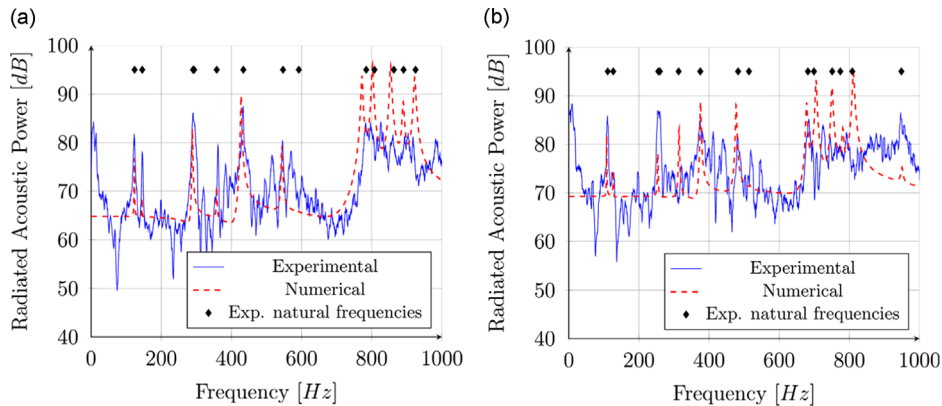 (a)
100
90
80
70
60
50
40
Radiated Acoustic Power [dB]
Experimental
Numerical
Exp. natural frequencies
0 200 400 600 800 1000
Frequency [Hz]
(b)
100
90
80
70
60
50
40
Radiated Acoustic Power [dB]
Experimental
Numerical
Exp. natural frequencies
0 200 400 600 800 1000
Frequency [Hz]